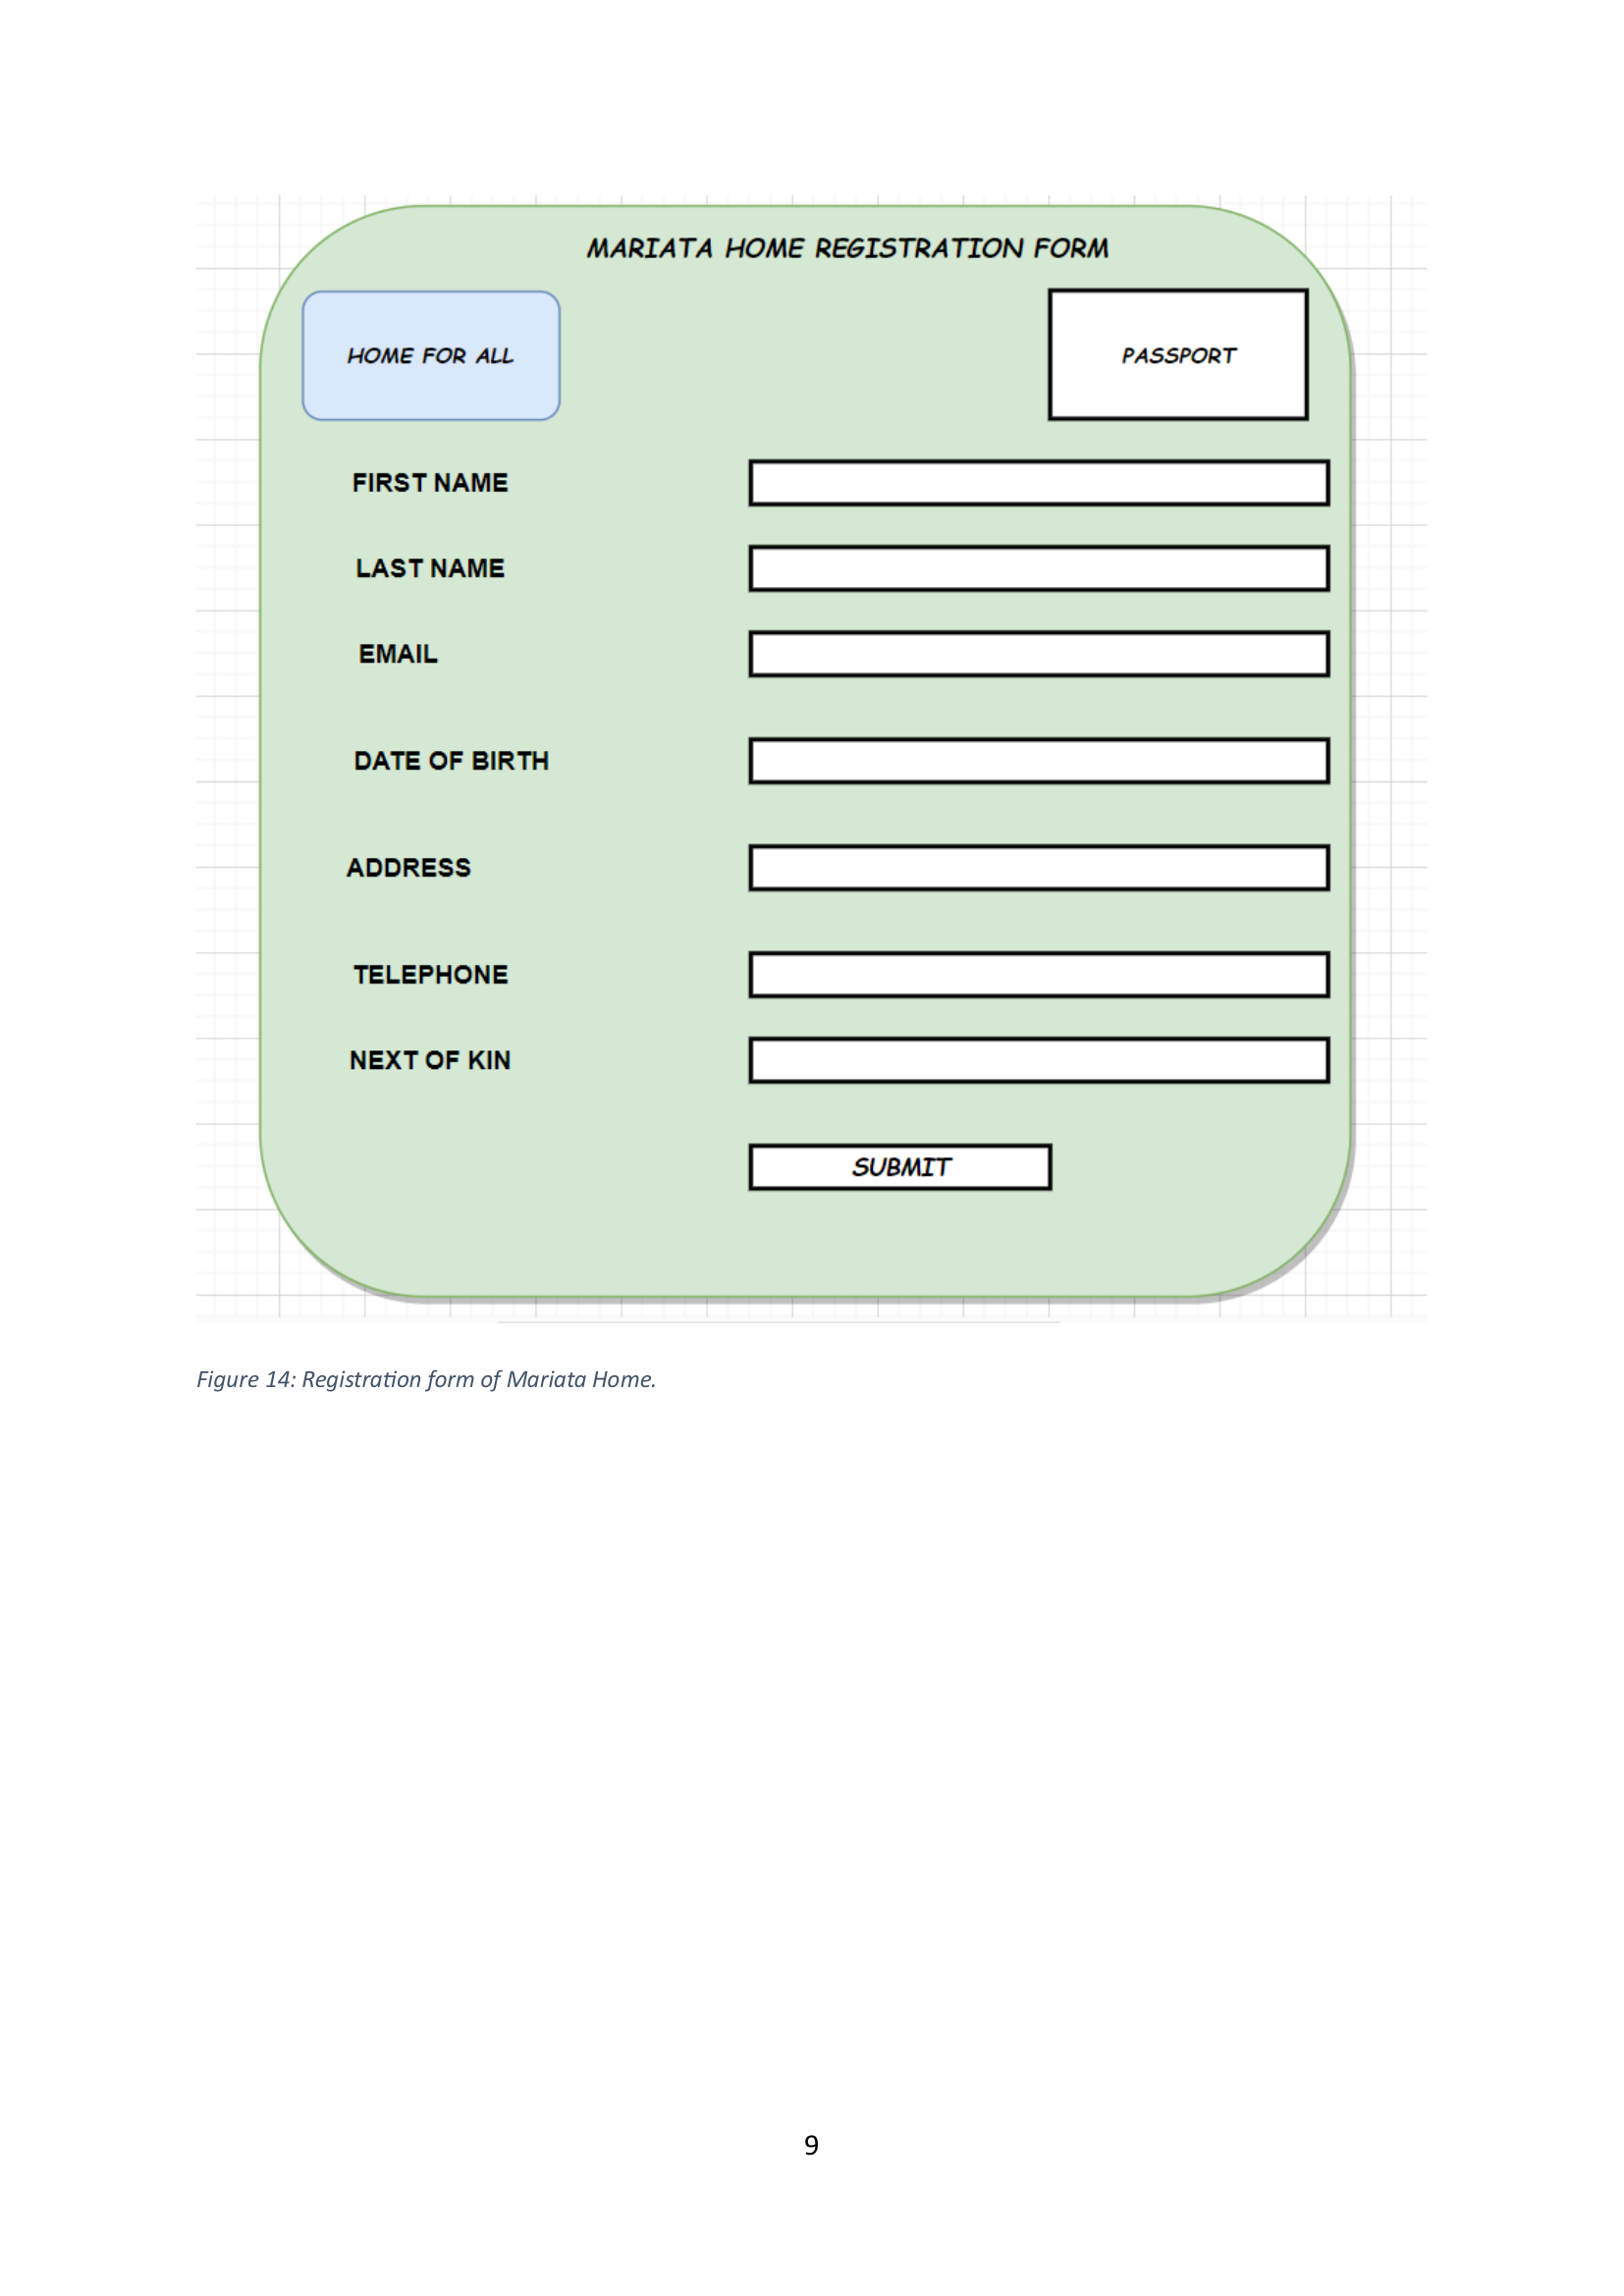 MARIATA HOME REGISTRATION FORM
HOME FOR ALL
PASSPORT
FIRST NAME
LAST NAME
EMAIL
DATE OF BIRTH
ADDRESS
TELEPHONE
NEXT OF KIN
SUBMIT
Figure 14: Registration form of Mariata Home.
9